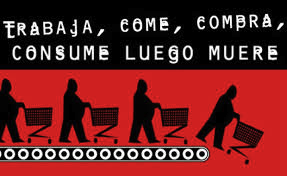 TRABAJA, COME, COMPRA,
CONSUME LUEGO MUERE